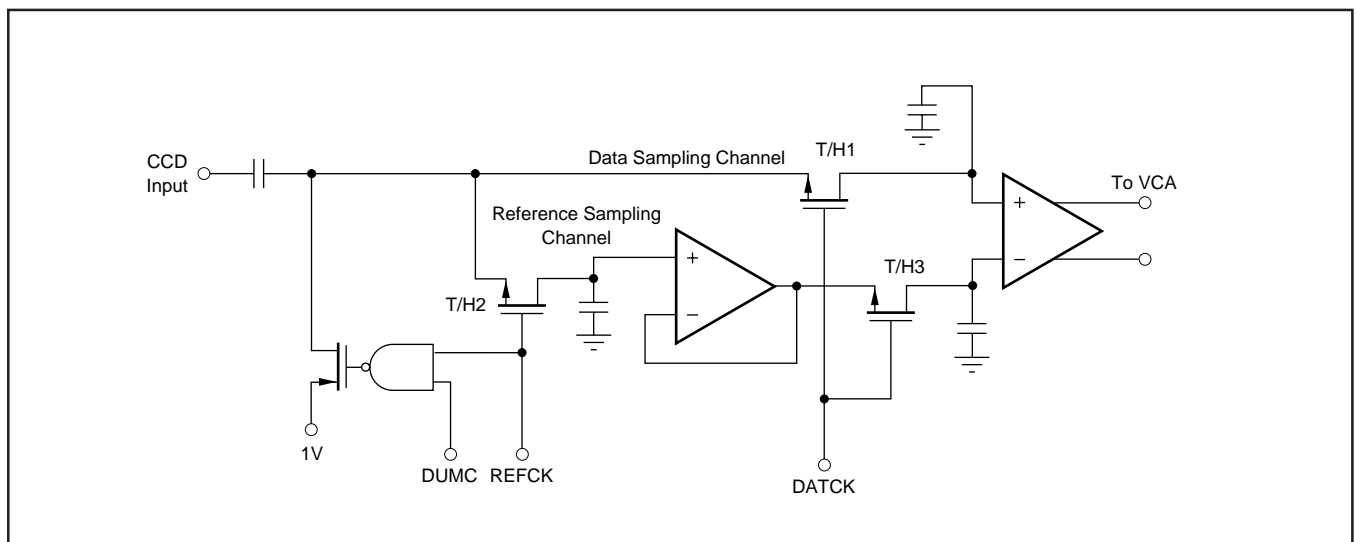 CCD
Input
Data Sampling Channel
T/H1
To VCA
Reference Sampling
Channel
+
−
+
−
T/H2
T/H3
1V
DUMC
REFCK
DATCK